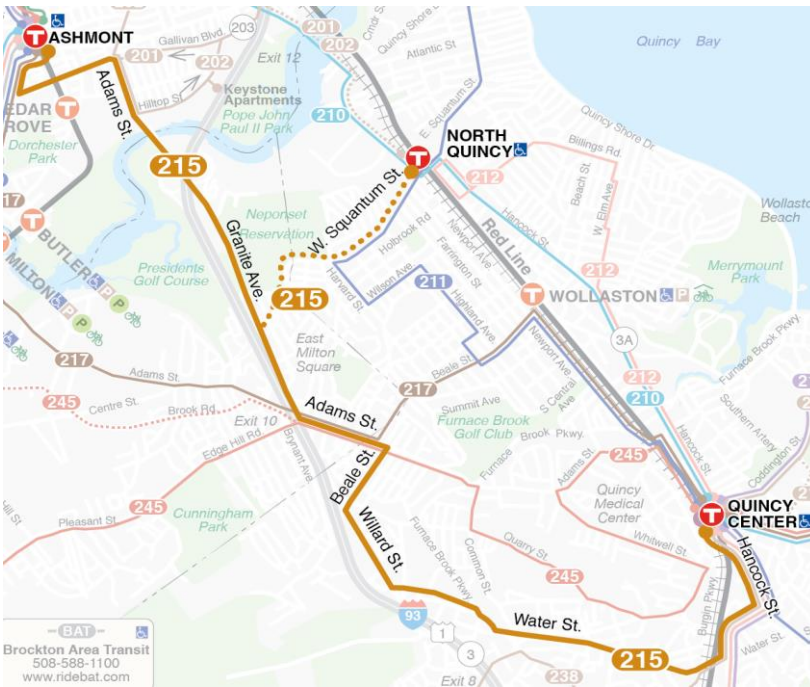 T ASHMONT
Gallivan Blvd.
203
Exit 12
201
202
201
202
Cmdr St
Quincy Shore Dr.
Atlantic St
Quincy Bay
EDAR
ROVE
T
Adams St.
Hilltop St
Keystone
Apartments
Pope John
Paul II Park
210
E. Squantum St.
NORTH
QUINCY
T
Quincy Shore Dr.
Dorchester
Park
215
Billings Rd.
212
Beach St.
W. Elm Ave.
217
T
BUTLER
P
P
MILTON
P
P
Neponset
Reservation
W. Squantum St.
Holbrook Rd
Newport Ave.
Red Line
Hancock St.
Wollasto
Beach
Presidents
Golf Course
Granite Ave.
215
Harvard St.
Wilson Ave.
211
Farrington St.
Highland Ave.
212
Merrymount
Park
T
WOLLASTON
P
East
Milton
Square
Newport Ave
3A
217
Adams St.
Beale St.
217
212
210
Furnace Brook Pkwy.
245
Centre St.
Brook Rd
Exit 10
Adams St.
Summit Ave
S. Central
Ave
Furnace Brook
Golf Club
Furnace
Brook Pkwy.
Southern Artery
Edge Hill Rd
Bryant Ave.
Beale St.
Adams St.
245
Hancock St.
Coddington St.
245
Pleasant St.
Cunningham
Park
Willard St.
Quincy
Medical
Center
T
QUINCY
CENTER
Furnace Brook Pkwy
Common St.
Quarry St.
245
Whitwell St.
Hancock St.
Burgin Pkwy.
93
1
3
Water St.
215
Water St.
BAT
Brockton Area Transit
508-588-1100
www.ridebat.com
Exit 8
238